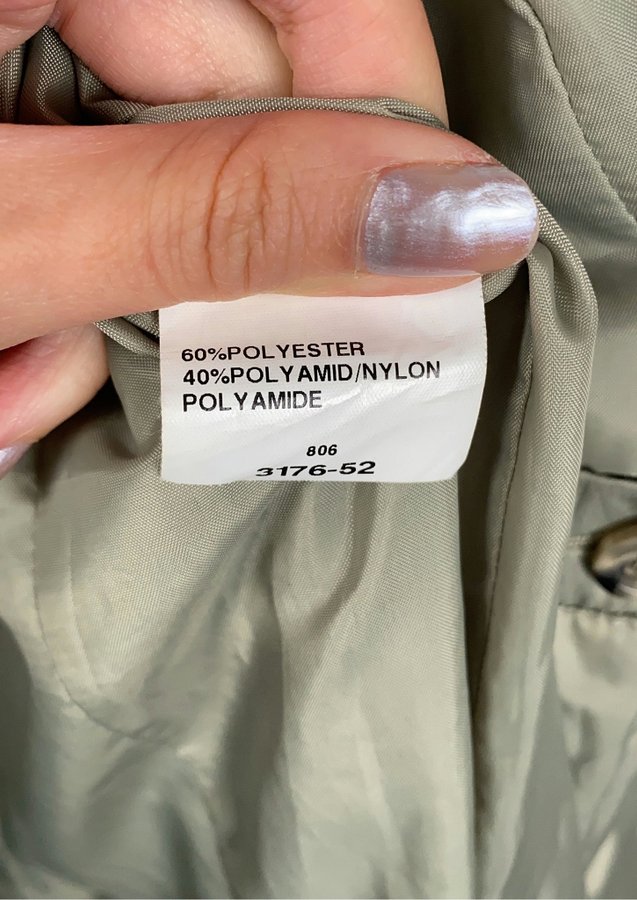 60%POLYESTER
40%POLYAMID/NYLON
POLYAMIDE
806
3176-52